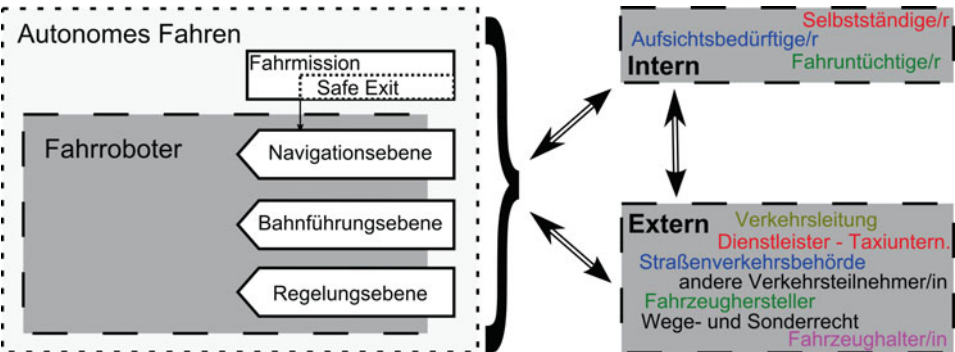 Autonomes Fahren
Fahrmission
Safe Exit
Fahrroboter
Navigationsebene
Bahnführungsebene
Regelungsebene
Selbstständige/r
Aufsichtsbedürftige/r
Intern
Fahruntüchtige/r
Extern
Verkehrsleitung
Dienstleister - Taxiuntern.
Straßenverkehrsbehörde
andere Verkehrsteilnehmer/in
Fahrzeughersteller
Wege- und Sonderrecht
Fahrzeughalter/in